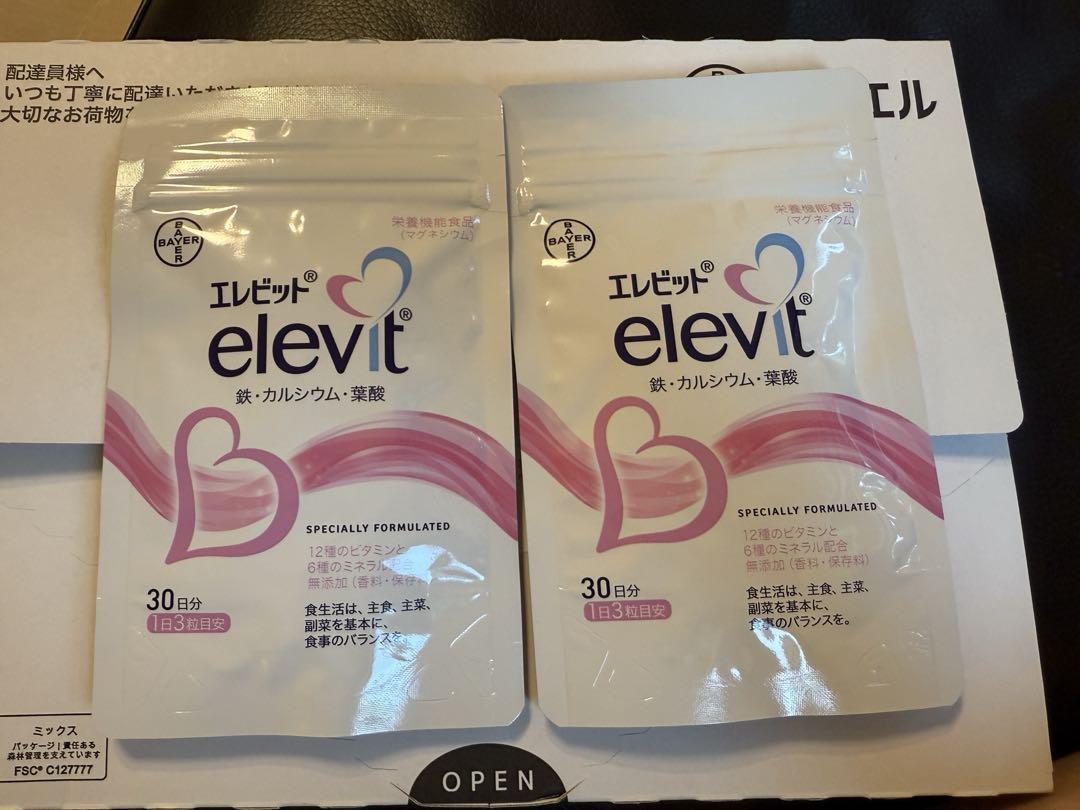 配達員様へ
いつも丁寧に配達いただき
大切なお荷物を
エル
BAYER
BAYER
栄養機能食品
(マグネシウム)
エレビット®
elevit®
鉄・カルシウム・葉酸
SPECIALLY FORMULATED
12種のビタミンと
6種のミネラル配合
無添加(香料・保存
30日分
1日3粒目安
食生活は、主食、主菜、
副菜を基本に、
食事のバランスを。
BAYER
BAYER
栄養機能食品
(マグネシウム)
エレビット®
elevit®
鉄・カルシウム・葉酸
SPECIALLY FORMULATED
12種のビタミンと
6種のミネラル配合
無添加(香料・保存料)
30日分
1日3粒目安
食生活は、主食、主菜、
副菜を基本に、
食事のバランスを。
ミックス
パッケージ|責任ある
森林管理を支えています
FSC® C127777
OPEN